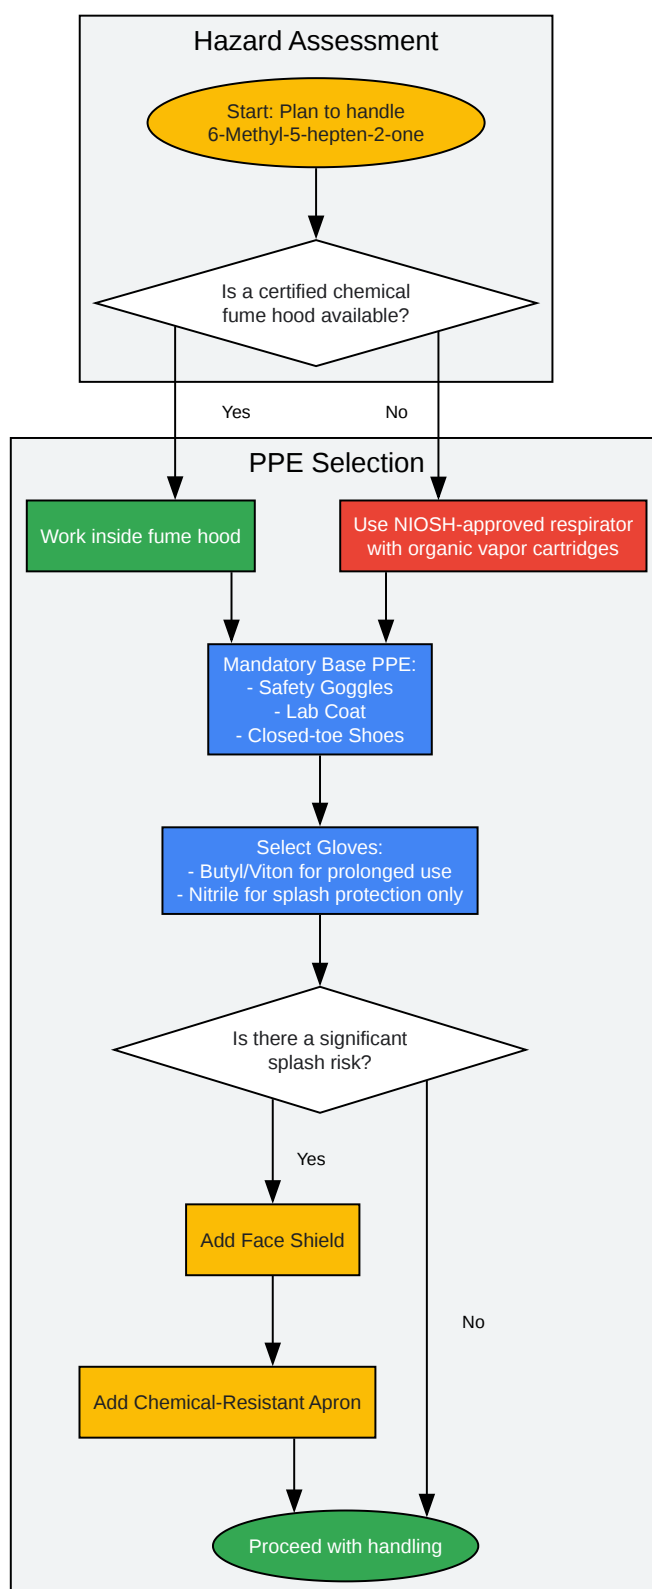 Hazard Assessment
Start: Plan to handle
6-Methyl-5-hepten-2-one
Is a certified chemical
fume hood available?
Yes
No
PPE Selection
Work inside fume hood
Use NIOSH-approved respirator
with organic vapor cartridges
Mandatory Base PPE:
- Safety Goggles
- Lab Coat
- Closed-toe Shoes
Select Gloves:
- Butyl/Viton for prolonged use
- Nitrile for splash protection only
Is there a significant
splash risk?
Yes
Add Face Shield
No
Add Chemical-Resistant Apron
Proceed with handling